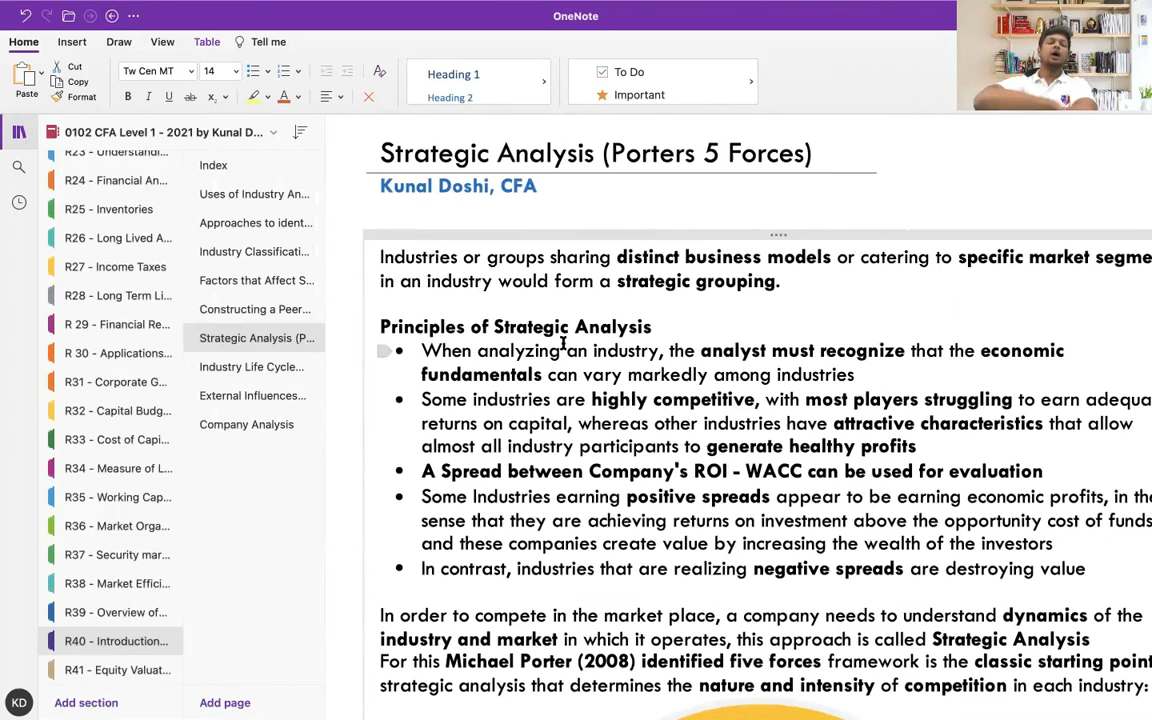 OneNote
Home Insert Draw View Table Tell me
Paste
Cut
Copy
Format
Tw Cen MT 14
B I U ab x₂ A
Heading 1
Heading 2
To Do
Important
0102 CFA Level 1 - 2021 by Kunal D...
R23 - Understandi...
R24 - Financial An...
R25 - Inventories
R26 - Long Lived A...
R27 - Income Taxes
R28 - Long Term Li...
R 29 - Financial Re...
R 30 - Applications...
R31 - Corporate G...
R32 - Capital Budg...
R33 - Cost of Capi...
R34 - Measure of L...
R35 - Working Cap...
R36 - Market Orga...
R37 - Security mar...
R38 - Market Effici...
R39 - Overview of...
R40 - Introduction...
R41 - Equity Valuat...
KD
Add section
Index
Uses of Industry An...
Approaches to ident...
Industry Classificati...
Factors that Affect S...
Constructing a Peer...
Strategic Analysis (P...
Industry Life Cycle...
External Influences...
Company Analysis
Add page
Strategic Analysis (Porters 5 Forces)
Kunal Doshi, CFA
Industries or groups sharing distinct business models or catering to specific market segme
in an industry would form a strategic grouping.
Principles of Strategic Analysis
• When analyzing an industry, the analyst must recognize that the economic
fundamentals can vary markedly among industries
• Some industries are highly competitive, with most players struggling to earn adequa
returns on capital, whereas other industries have attractive characteristics that allow
almost all industry participants to generate healthy profits
• A Spread between Company's ROI - WACC can be used for evaluation
• Some Industries earning positive spreads appear to be earning economic profits, in the
sense that they are achieving returns on investment above the opportunity cost of funds
and these companies create value by increasing the wealth of the investors
• In contrast, industries that are realizing negative spreads are destroying value
In order to compete in the market place, a company needs to understand dynamics of the
industry and market in which it operates, this approach is called Strategic Analysis
For this Michael Porter (2008) identified five forces framework is the classic starting point
strategic analysis that determines the nature and intensity of competition in each industry: